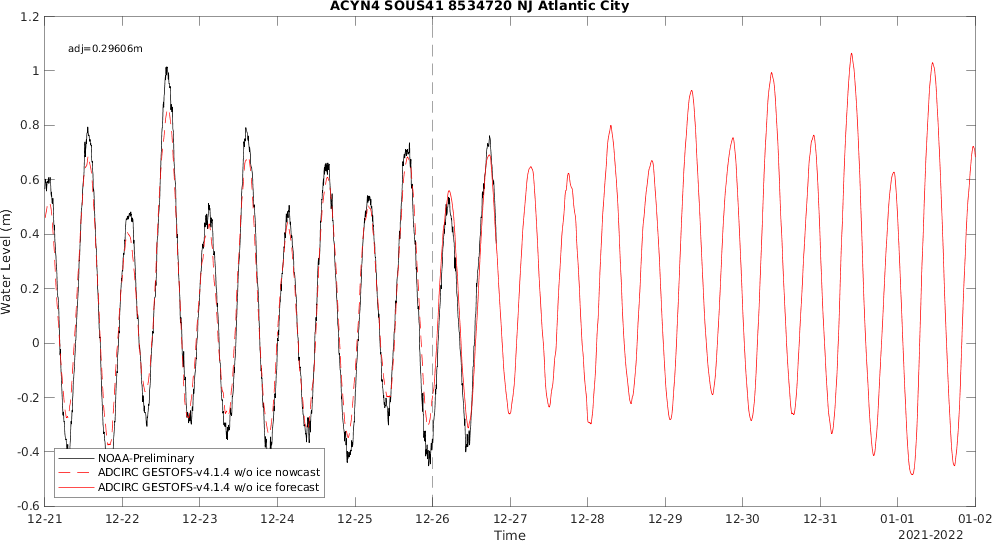 ACYN4 SOUS41 8534720 NJ Atlantic City
adj=0.29606m
Water Level (m)
1.2
1
0.8
0.6
0.4
0.2
0
-0.2
-0.4
-0.6
NOAA-Preliminary
ADCIRC GESTOFS-v4.1.4 w/o ice nowcast
ADCIRC GESTOFS-v4.1.4 w/o ice forecast
12-21 12-22 12-23 12-24 12-25 12-26 12-27 12-28 12-29 12-30 12-31 01-01 01-02
Time
2021-2022